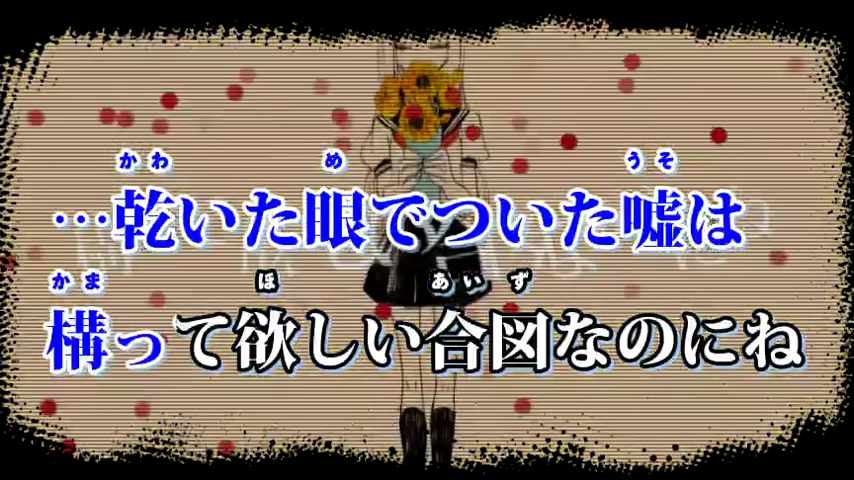 かわ め うそ
…乾いた眼でついた嘘は
かま ほ あいず
構って欲しい合図なのにね